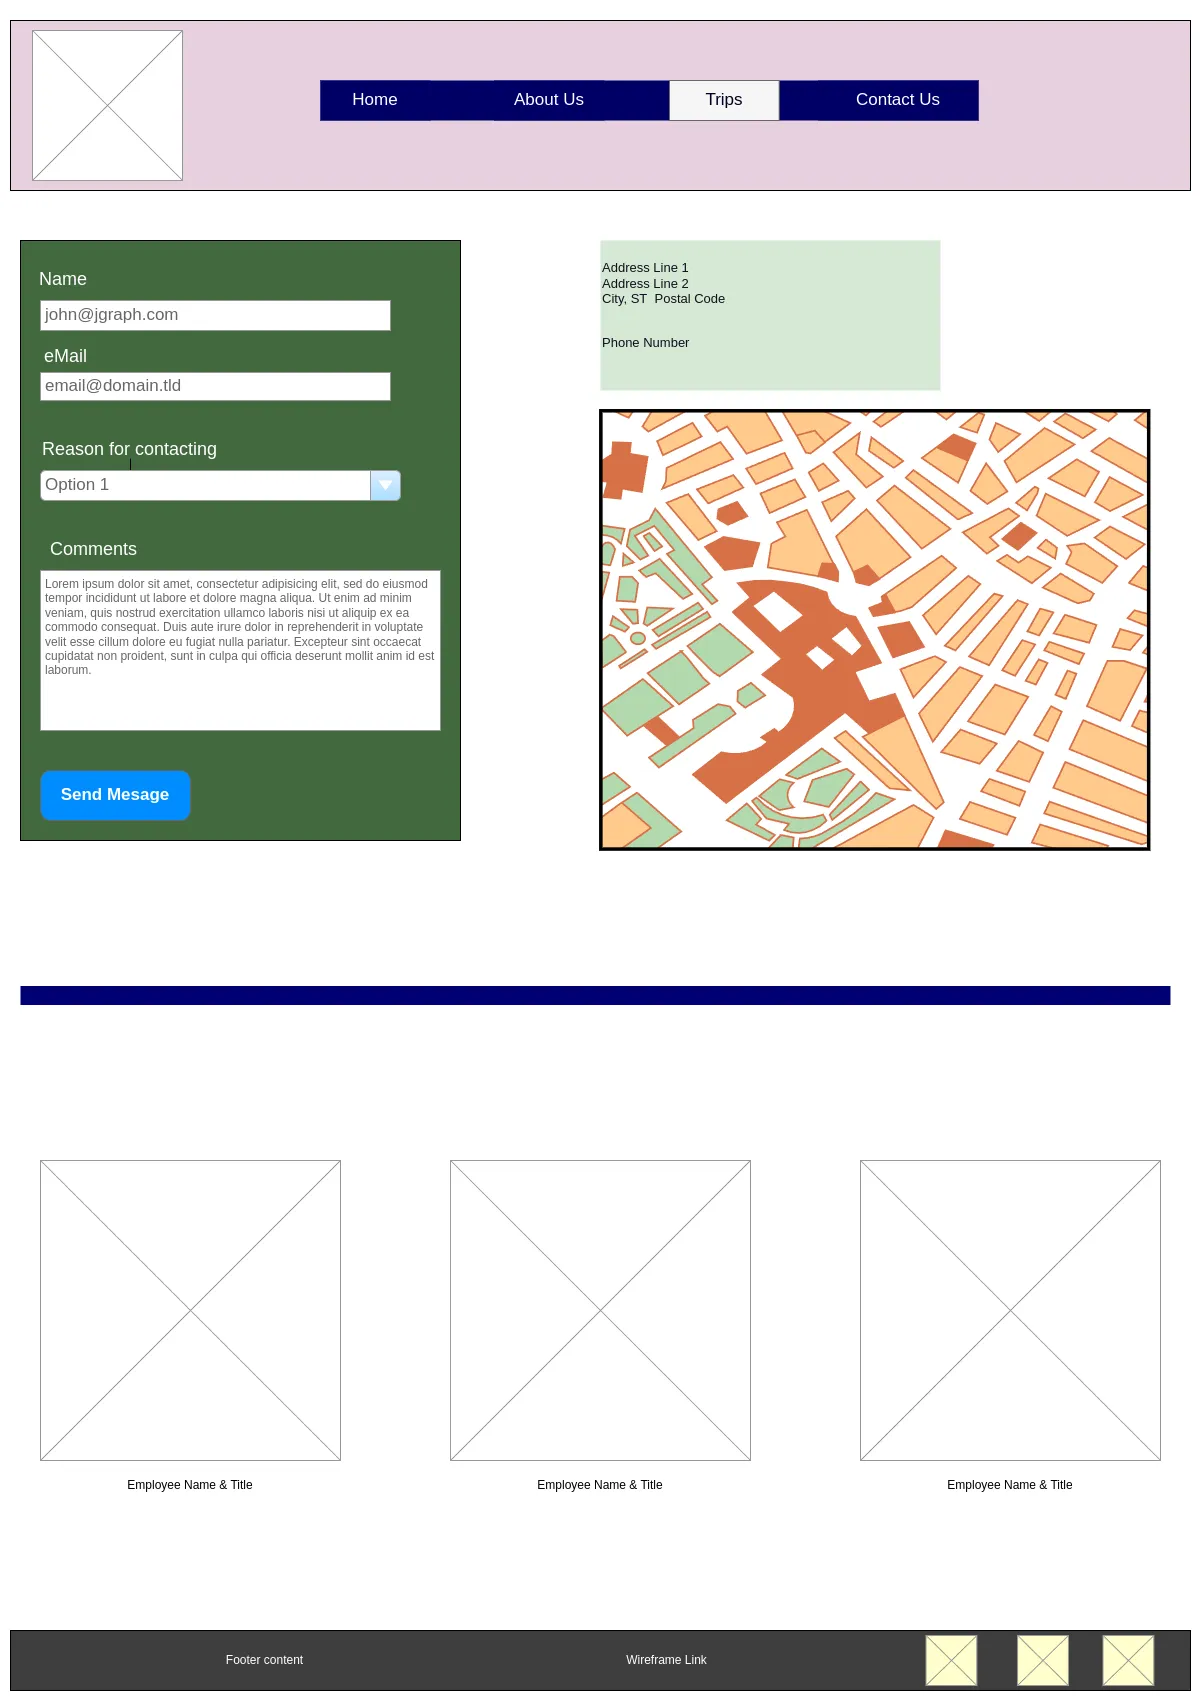 Home
About Us
Trips
Contact Us
Name
john@jgraph.com
eMail
email@domain.tld
Reason for contacting
Option 1
Comments
Lorem ipsum dolor sit amet, consectetur adipisicing elit, sed do eiusmod
tempor incididunt ut labore et dolore magna aliqua. Ut enim ad minim
veniam, quis nostrud exercitation ullamco laboris nisi ut aliquip ex ea
commodo consequat. Duis aute irure dolor in reprehenderit in voluptate
velit esse cillum dolore eu fugiat nulla pariatur. Excepteur sint occaecat
cupidatat non proident, sunt in culpa qui officia deserunt mollit anim id est
laborum.
Send Mesage
Address Line 1
Address Line 2
City, ST  Postal Code
Phone Number
Employee Name & Title
Employee Name & Title
Employee Name & Title
Footer content
Wireframe Link